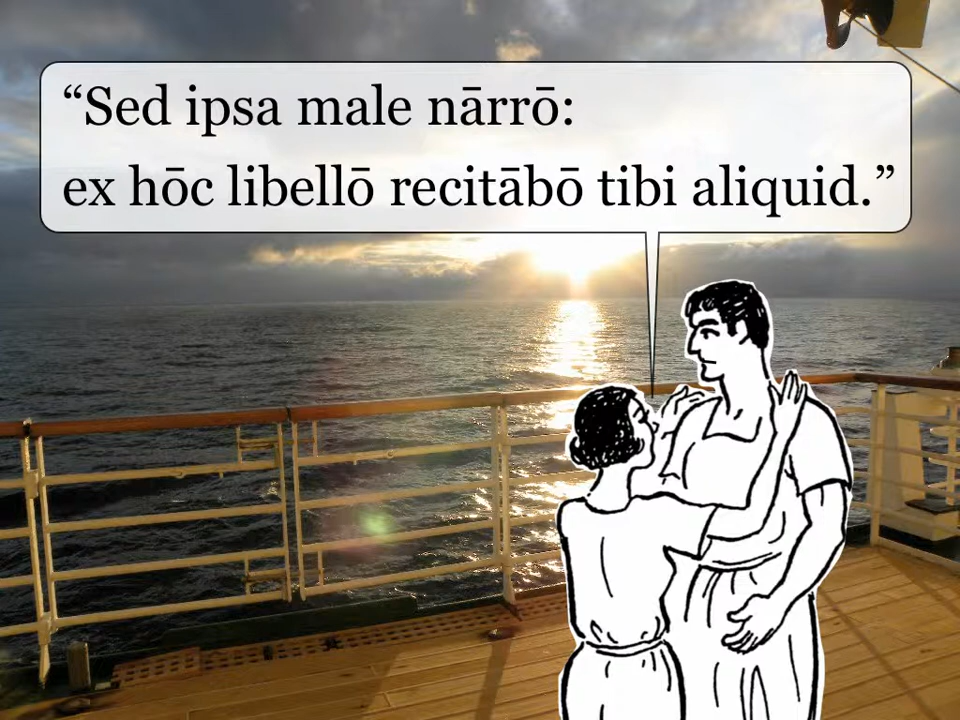 “Sed ipsa male nārrō:
ex hōc libellō recitābō tibi aliquid.”